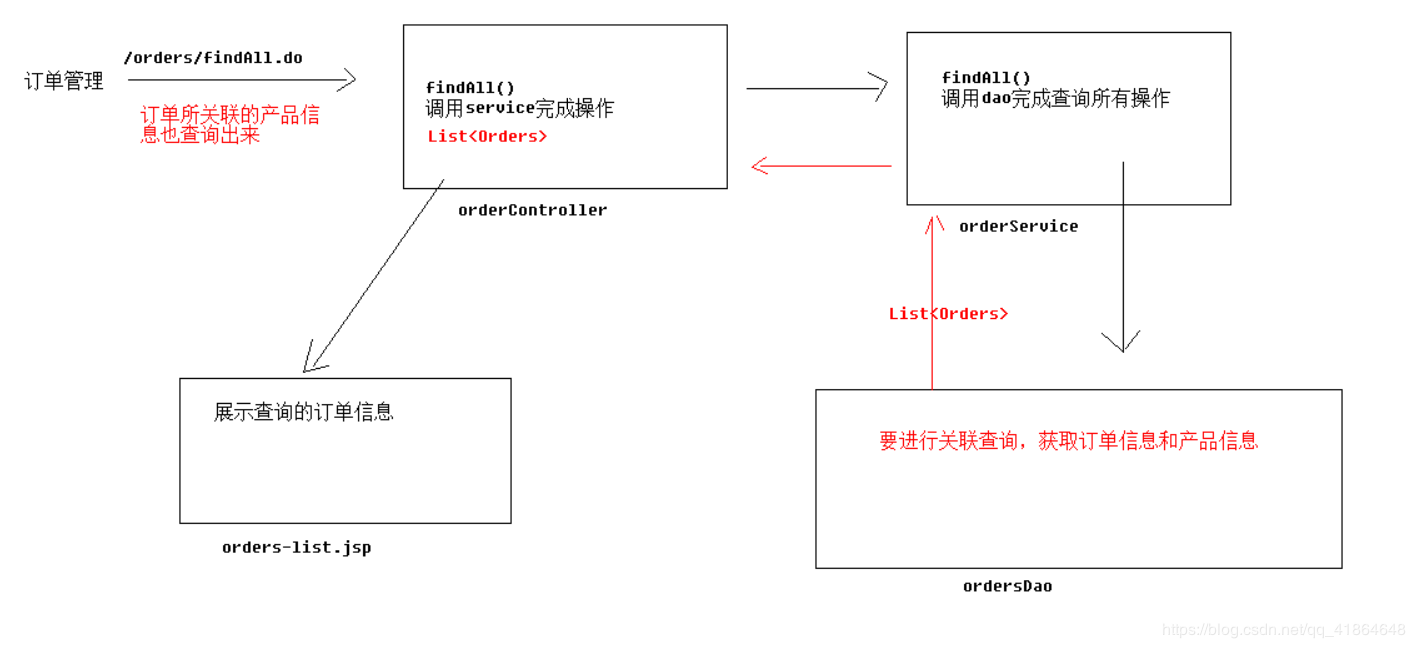 订单管理
/orders/findAll.do
订单所关联的产品信
息也查询出来
findAll()
调用service完成操作
List<Orders>
orderController
findAll()
调用dao完成查询所有操作
orderService
List<Orders>
展示查询的订单信息
orders-list.jsp
要进行关联查询，获取订单信息和产品信息
ordersDao
https://blog.csdn.net/qq_41864648